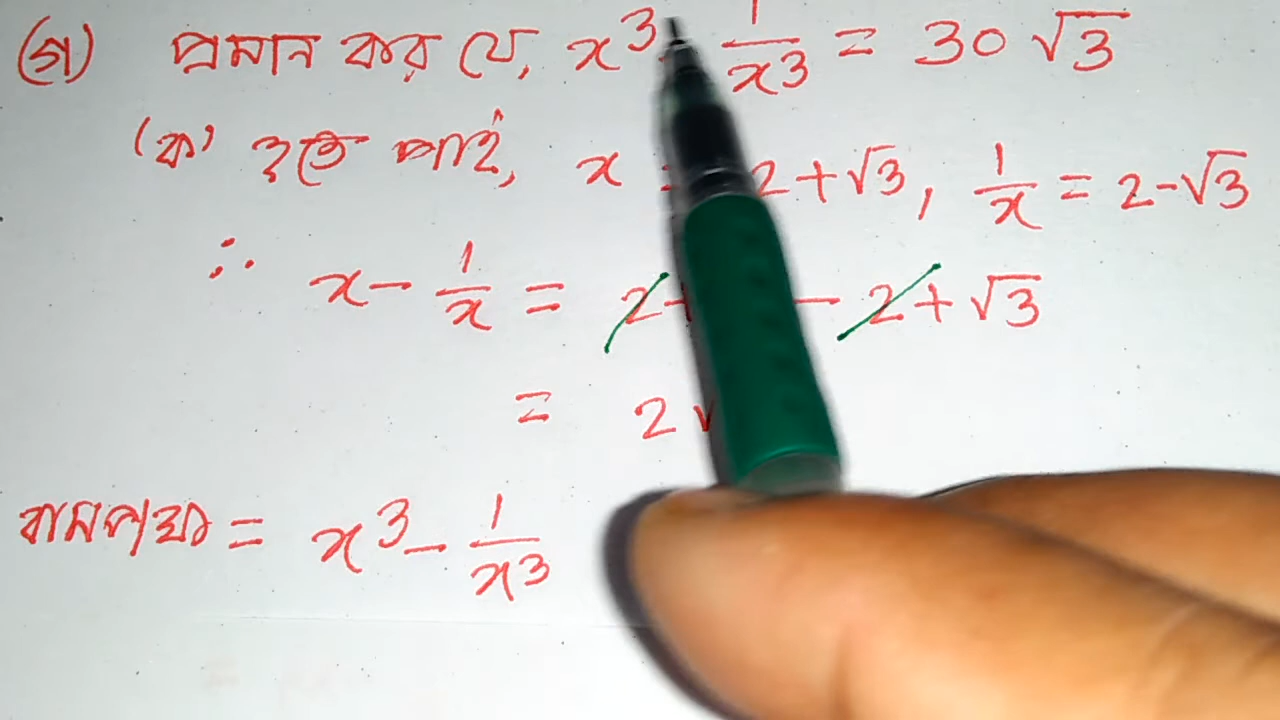 (গ) প্রমান কর যে, x³ 1/x³ = 30√3
(ক) হতে পাই, x = 2+√3, 1/x = 2-√3
∴ x - 1/x = 2+ - 2+√3
= 2√
বামপক্ষ = x³ - 1/x³